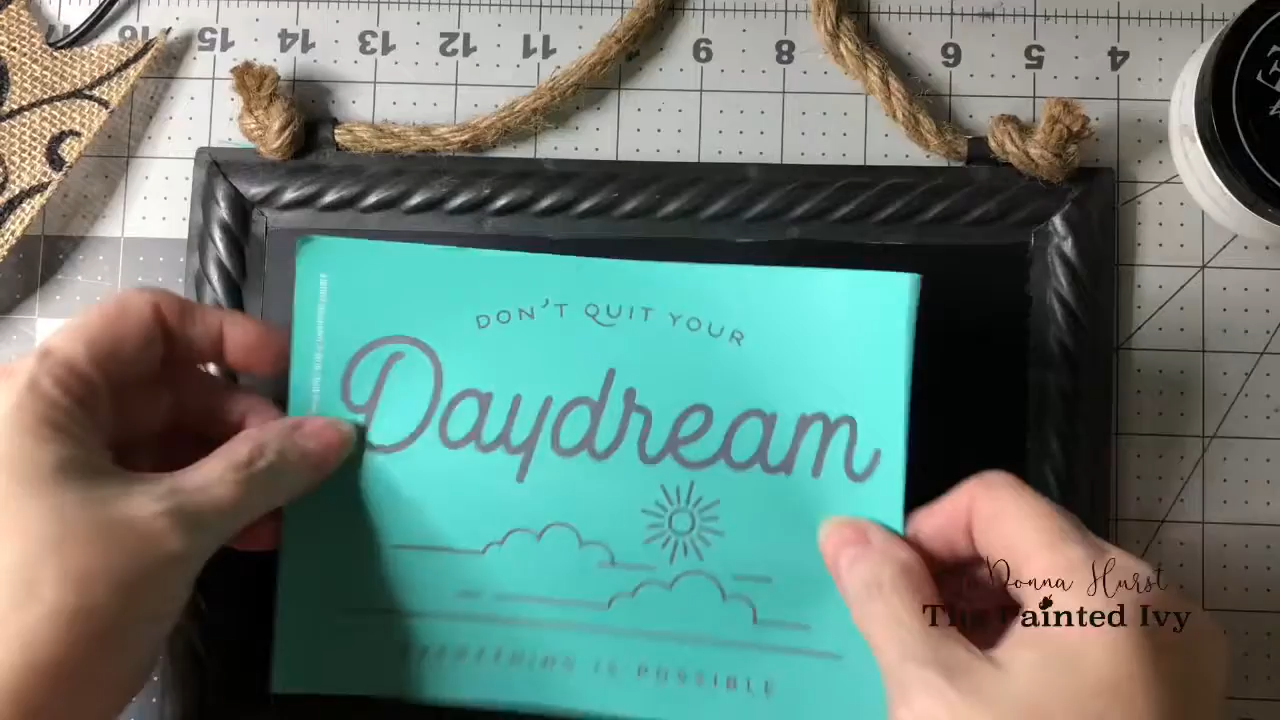 17 16 15 14 13 12 11 9 8 6 5 4
DON'T QUIT YOUR
Daydream
IS POSSIBLE
Donna Hurst
The Painted Ivy